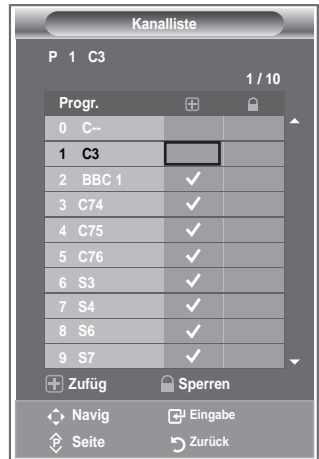 Kanalliste
P 1 C3
1 / 10
Progr.
0 C--
1 C3
2 BBC 1
3 C74
4 C75
5 C76
6 S3
7 S4
8 S6
9 S7
Zufüg Sperren
Navig Eingabe
P Seite Zurück